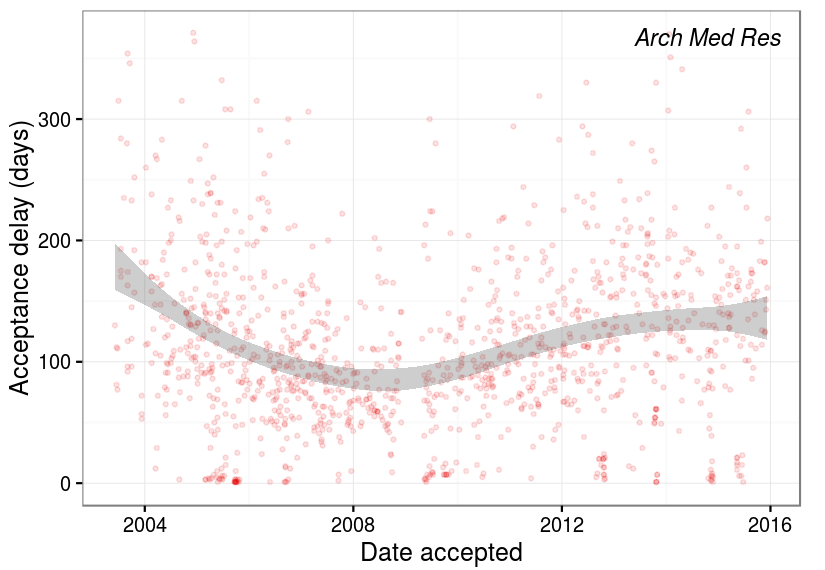 Arch Med Res
Acceptance delay (days)
300
200
100
0
2004 2008 2012 2016
Date accepted